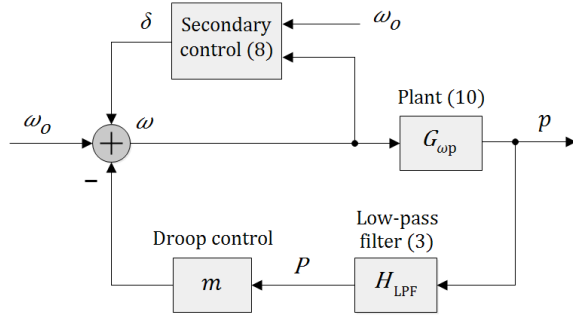 δ
Secondary
control (8)
ω_o
ω_o
ω
+
−
Plant (10)
G_ωp
p
Droop control
m
P
Low-pass
filter (3)
H_LPF